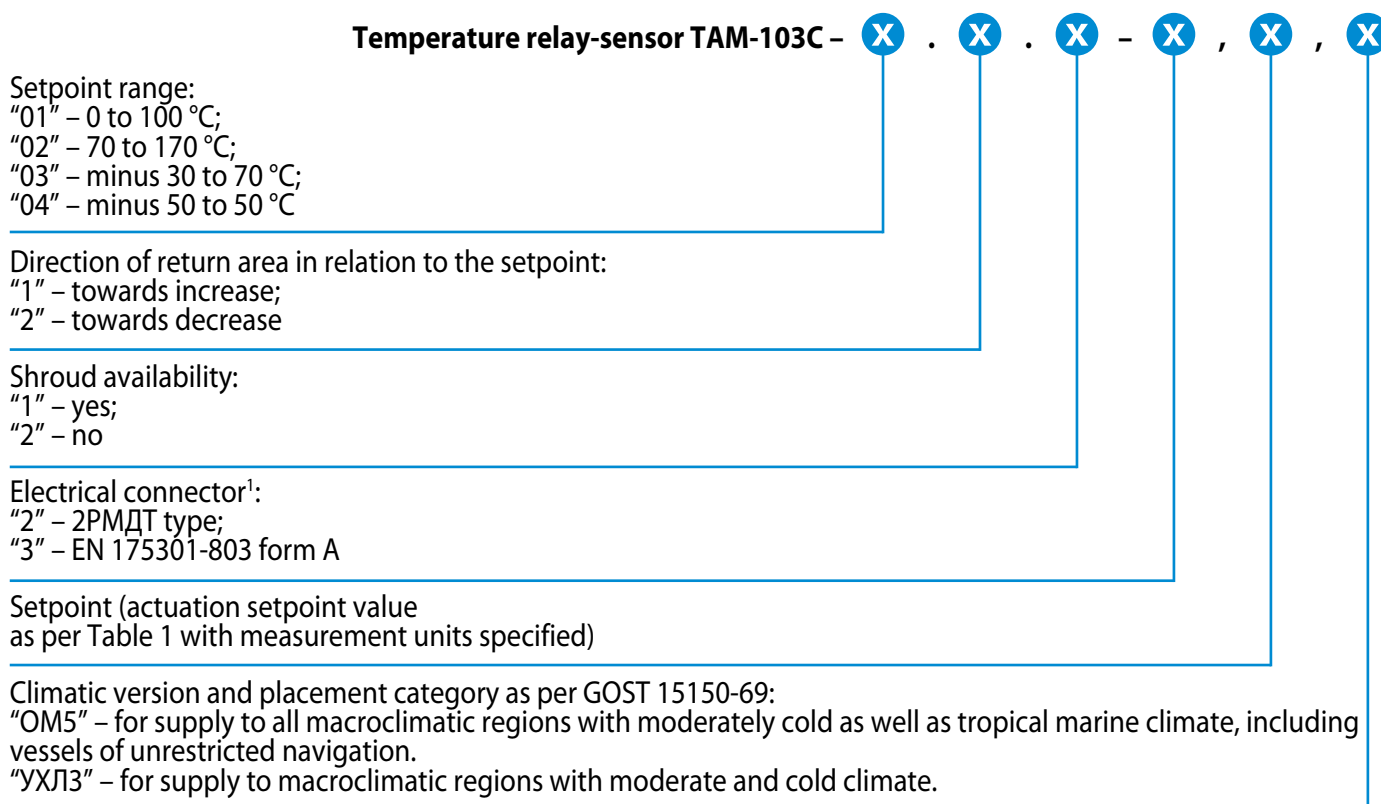 Temperature relay-sensor TAM-103C – X . X . X – X , X , X
Setpoint range:
“01” – 0 to 100 °C;
“02” – 70 to 170 °C;
“03” – minus 30 to 70 °C;
“04” – minus 50 to 50 °C
Direction of return area in relation to the setpoint:
“1” – towards increase;
“2” – towards decrease
Shroud availability:
“1” – yes;
“2” – no
Electrical connector¹:
“2” – 2РМДТ type;
“3” – EN 175301-803 form A
Setpoint (actuation setpoint value
as per Table 1 with measurement units specified)
Climatic version and placement category as per GOST 15150-69:
“ОМ5” – for supply to all macroclimatic regions with moderately cold as well as tropical marine climate, including
vessels of unrestricted navigation.
“УХЛ3” – for supply to macroclimatic regions with moderate and cold climate.